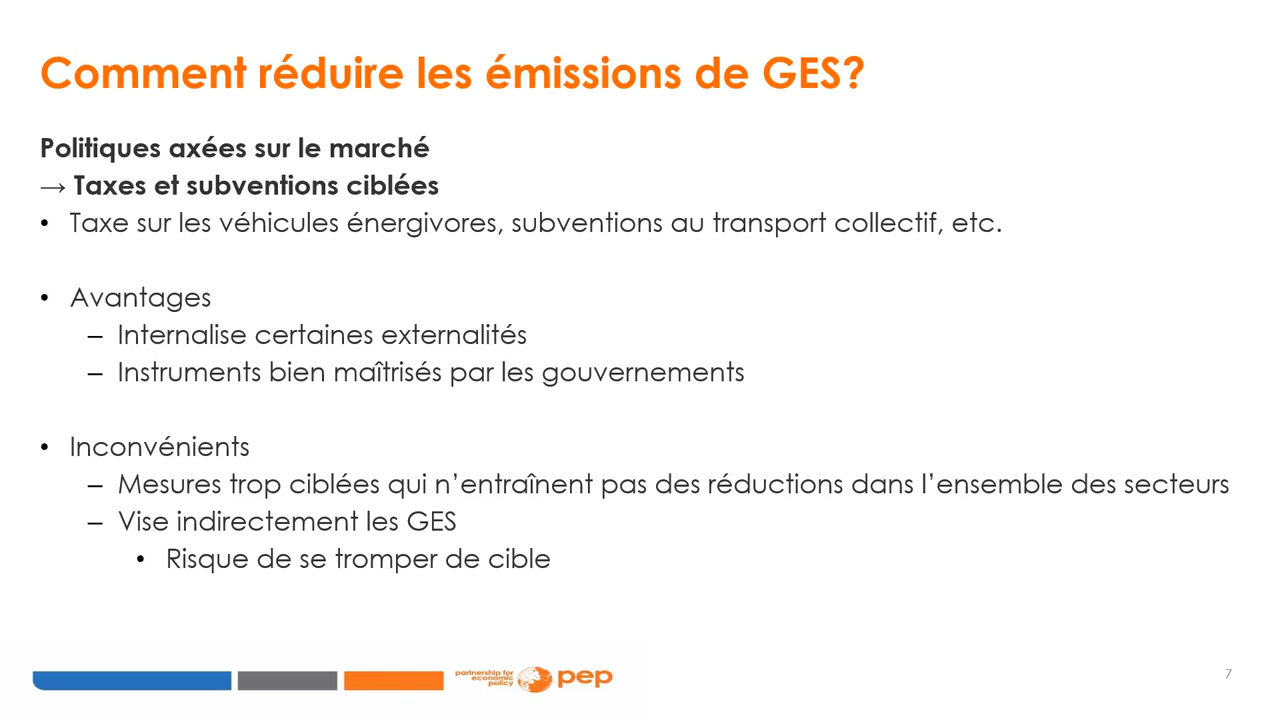 Comment réduire les émissions de GES?
Politiques axées sur le marché
→ Taxes et subventions ciblées
• Taxe sur les véhicules énergivores, subventions au transport collectif, etc.
• Avantages
– Internalise certaines externalités
– Instruments bien maîtrisés par les gouvernements
• Inconvénients
– Mesures trop ciblées qui n’entraînent pas des réductions dans l’ensemble des secteurs
– Vise indirectement les GES
• Risque de se tromper de cible
partnership for
economic
policy
pep
7